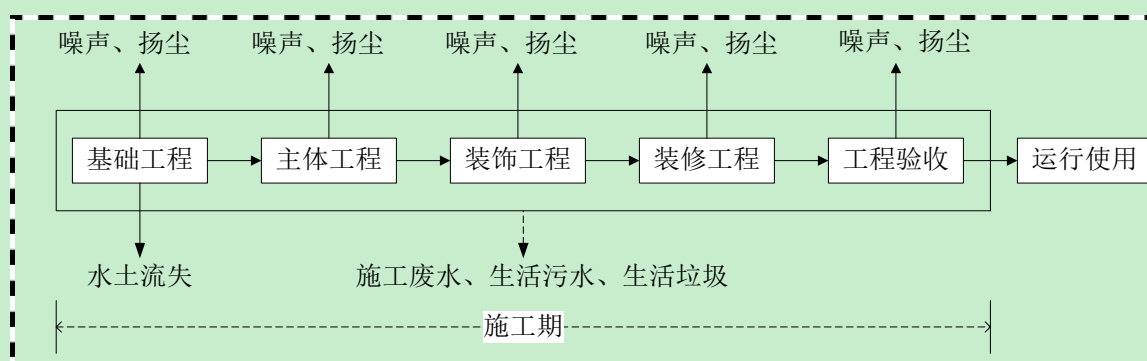 噪声、扬尘 噪声、扬尘 噪声、扬尘 噪声、扬尘 噪声、扬尘
基础工程 主体工程 装饰工程 装修工程 工程验收 运行使用
水土流失 施工废水、生活污水、生活垃圾
施工期